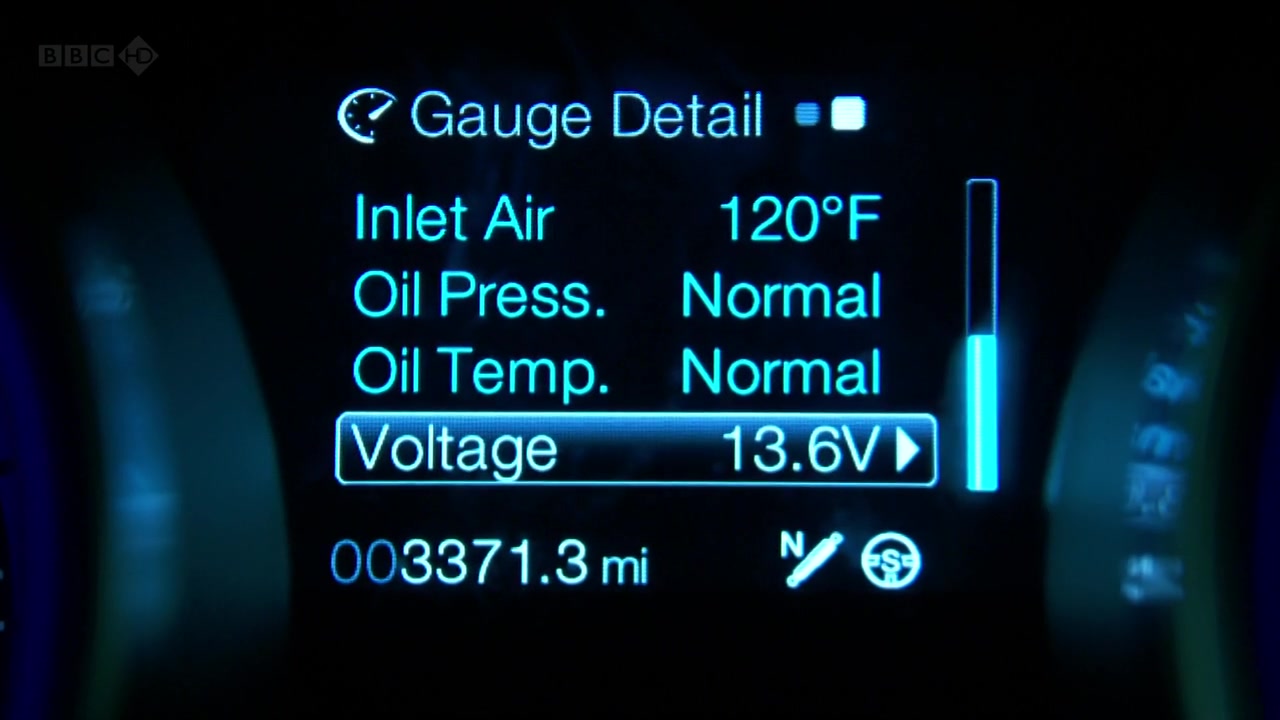 BBC HD
Gauge Detail
Inlet Air 120°F
Oil Press. Normal
Oil Temp. Normal
Voltage 13.6V
003371.3 mi
N S